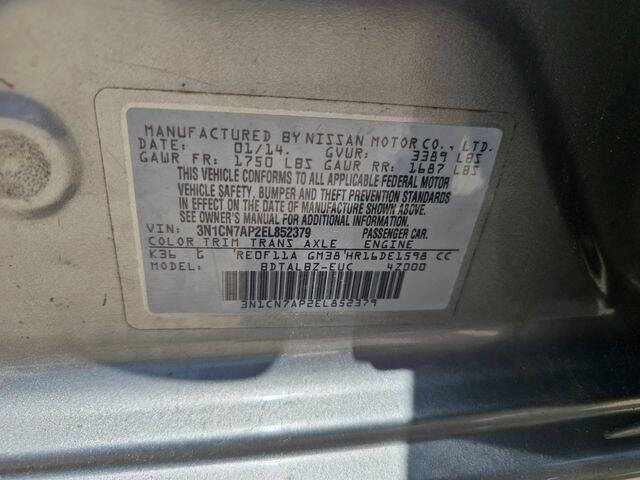 MANUFACTURED BY NISSAN MOTOR CO., LTD.
DATE: 01/14. GVWR: 3389 LBS
GAWR FR: 1750 LBS GAWR RR: 1687 LBS
THIS VEHICLE CONFORMS TO ALL APPLICABLE FEDERAL MOTOR
VEHICLE SAFETY, BUMPER AND THEFT PREVENTION STANDARDS
IN EFFECT ON THE DATE OF MANUFACTURE SHOWN ABOVE.
SEE OWNER'S MANUAL FOR ADDITIONAL INFORMATION.
VIN: 3N1CN7AP2EL852379 PASSENGER CAR.
COLOR TRIM TRANS AXLE ENGINE
K36 G RE0F11A GM38 HR16DE1598 CC
MODEL: BDTALBZ-EUC 4Z000
3N1CN7AP2EL852379